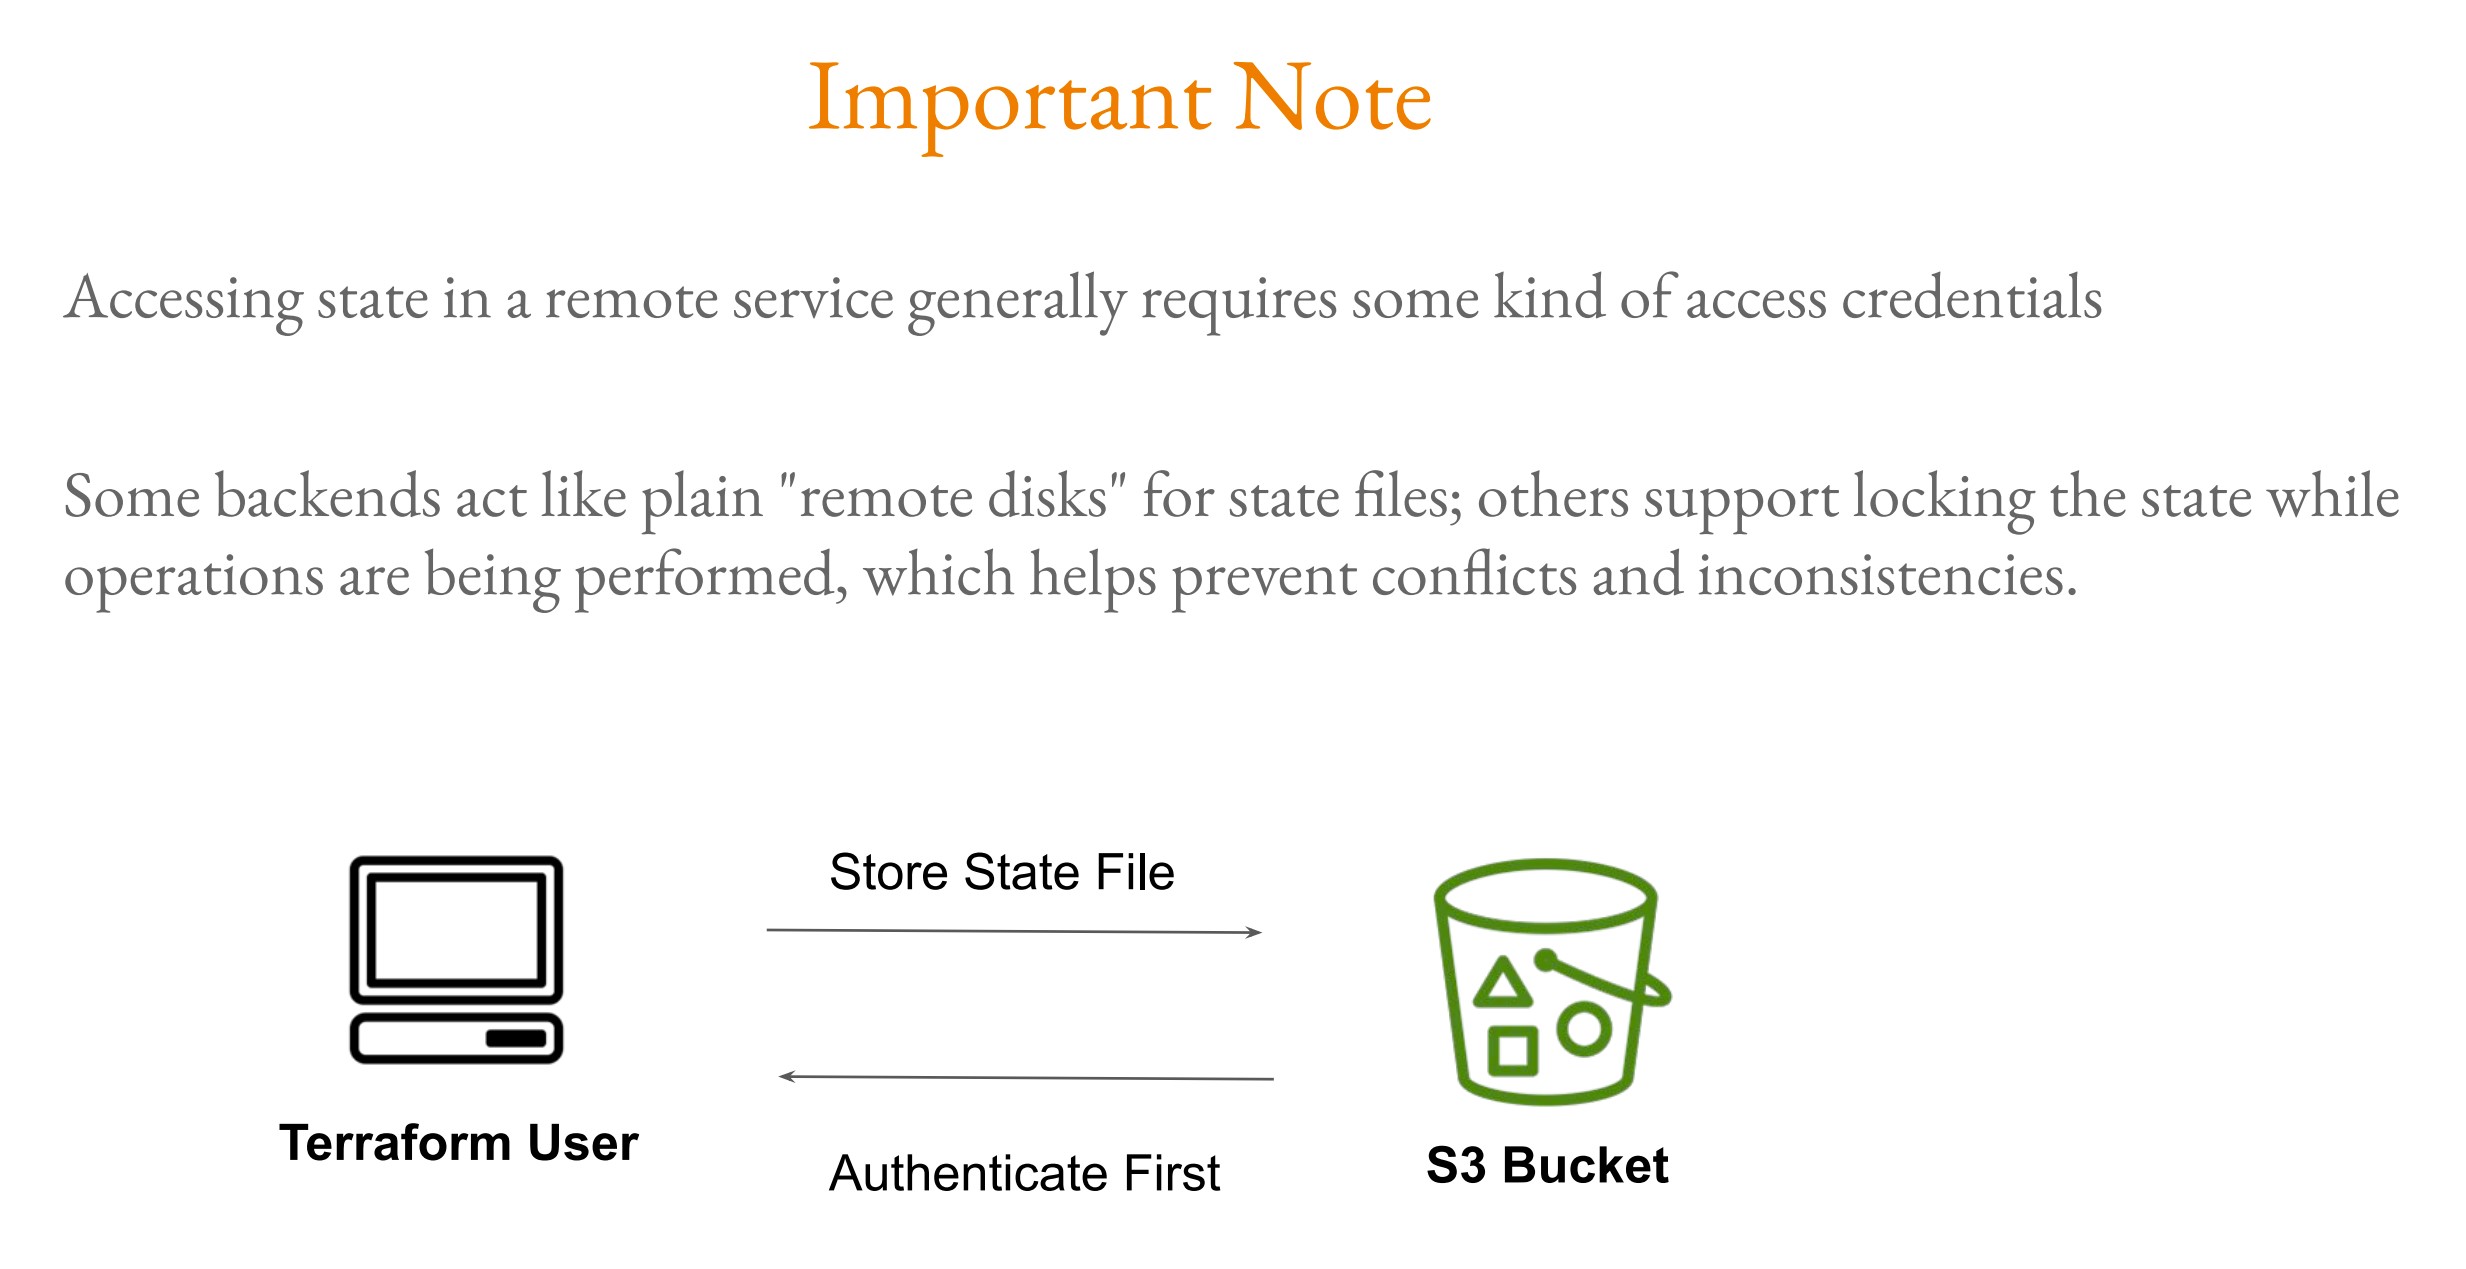 Important Note
Accessing state in a remote service generally requires some kind of access credentials
Some backends act like plain "remote disks" for state files; others support locking the state while
operations are being performed, which helps prevent conflicts and inconsistencies.
Store State File
Terraform User
Authenticate First
S3 Bucket